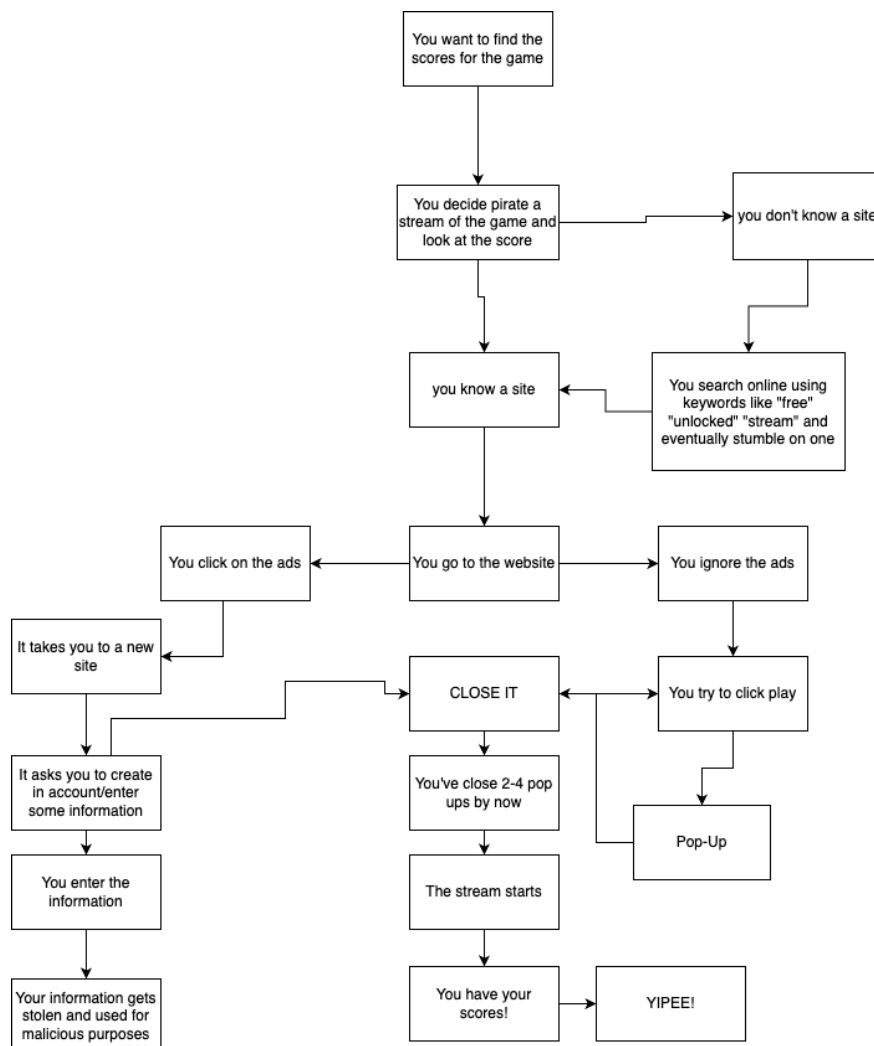 You want to find the
scores for the game
You decide pirate a
stream of the game and
look at the score
you don't know a site
you know a site
You search online using
keywords like "free"
"unlocked" "stream" and
eventually stumble on one
You click on the ads
You go to the website
You ignore the ads
It takes you to a new
site
CLOSE IT
You try to click play
It asks you to create
in account/enter
some information
You've close 2-4 pop
ups by now
Pop-Up
You enter the
information
The stream starts
Your information gets
stolen and used for
malicious purposes
You have your
scores!
YIPEE!